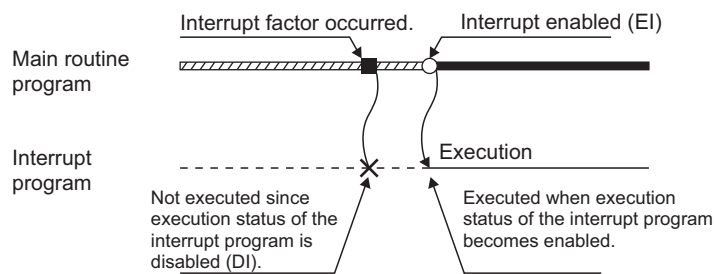 Interrupt factor occurred.
Interrupt enabled (EI)
Main routine
program
Interrupt
program
Execution
Not executed since
execution status of the
interrupt program is
disabled (DI).
Executed when execution
status of the interrupt program
becomes enabled.